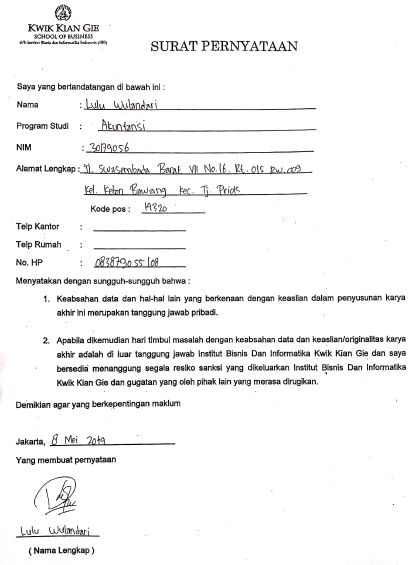 KWIK KIAN GIE
SCHOOL OF BUSINESS
d/h Institut Bisnis dan Informatika Indonesia (IBII)
SURAT PERNYATAAN
Saya yang bertandatangan di bawah ini :
Nama : Lulu Wulandari
Program Studi : Akuntansi
NIM : 30179056
Alamat Lengkap : Jl. Swasembada Barat VII No.16. Rt. 015 Rw.009
Kel. Kebon Bawang Kec. Tj. Priok
Kode pos : 14320
Telp Kantor :
Telp Rumah :
No. HP : 083879055108
Menyatakan dengan sungguh-sungguh bahwa :
1. Keabsahan data dan hal-hal lain yang berkenaan dengan keaslian dalam penyusunan karya
akhir ini merupakan tanggung jawab pribadi.
2. Apabila dikemudian hari timbul masalah dengan keabsahan data dan keaslian/originalitas karya
akhir adalah di luar tanggung jawab Institut Bisnis Dan Informatika Kwik Kian Gie dan saya
bersedia menanggung segala resiko sanksi yang dikeluarkan Institut Bisnis Dan Informatika
Kwik Kian Gie dan gugatan yang oleh pihak lain yang merasa dirugikan.
Demikian agar yang berkepentingan maklum
Jakarta, 8 Mei 2019
Yang membuat pernyataan
Lulu Wulandari
( Nama Lengkap )